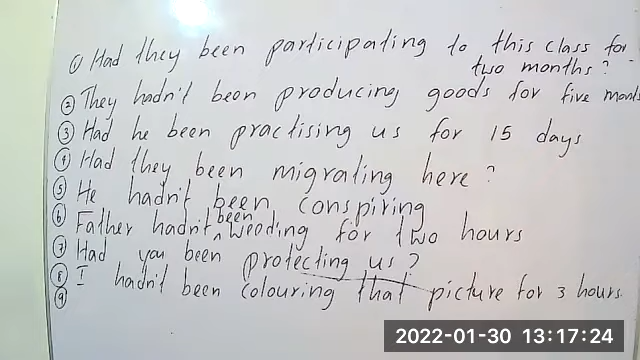 ① Had they been participating to this class for
two months?
② They hadn't been producing goods for five
③ Had he been practising us for 15 days
④ Had they been migrating here?
⑤ He hadn't been conspiring
been
⑥ Father hadn't ^ weeding for two hours
⑦ Had you been protecting us?
⑧ I hadn't been colouring that picture for 3 hours.
⑨
2022-01-30 13:17:24